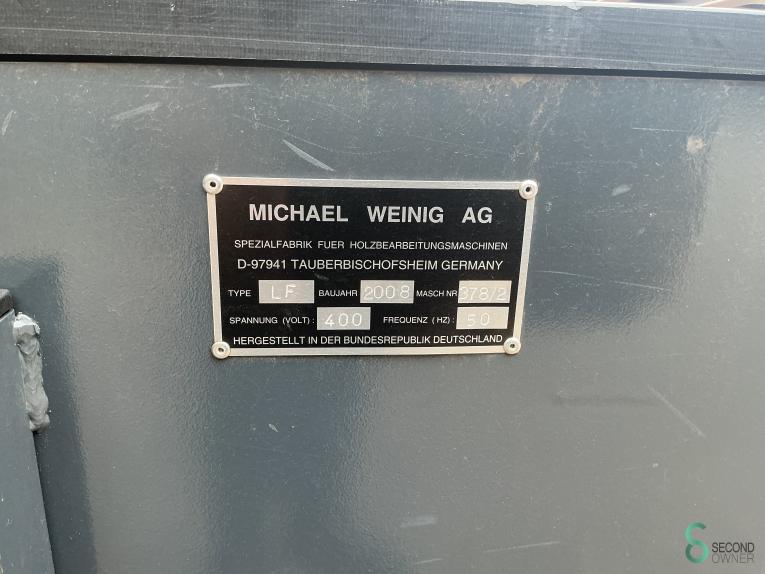 MICHAEL WEINIG AG
SPEZIALFABRIK FUER HOLZBEARBEITUNGSMASCHINEN
D-97941 TAUBERBISCHOFSHEIM GERMANY
TYPE LF BAUJAHR 2008 MASCH NR 378/2
SPANNUNG (VOLT): 400 FREQUENZ (HZ): 50
HERGESTELLT IN DER BUNDESREPUBLIK DEUTSCHLAND
SECOND
OWNER